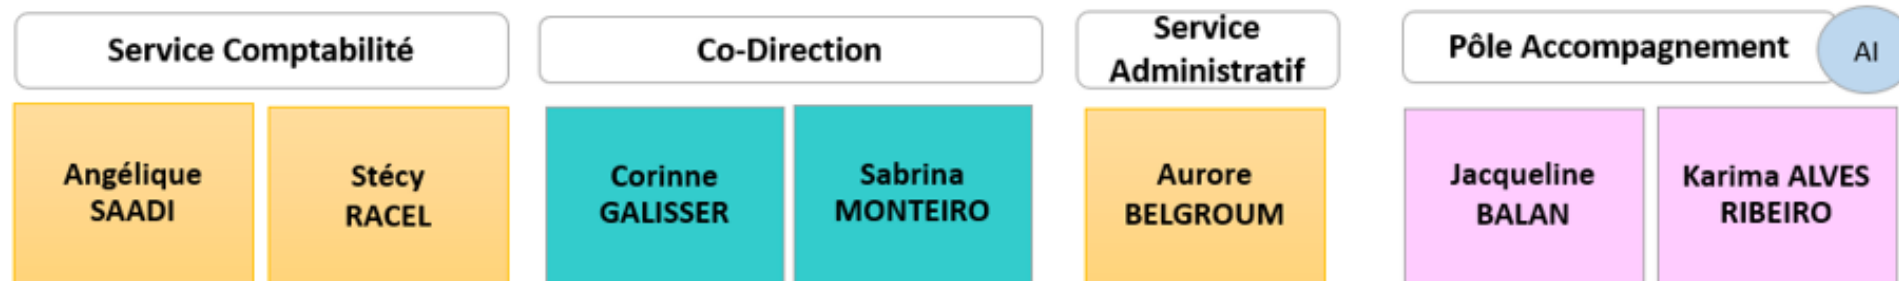 Service Comptabilité
Co-Direction
Service
Administratif
Pôle Accompagnement
AI
Angélique
SAADI
Stécy
RACEL
Corinne
GALISSER
Sabrina
MONTEIRO
Aurore
BELGROUM
Jacqueline
BALAN
Karima ALVES
RIBEIRO